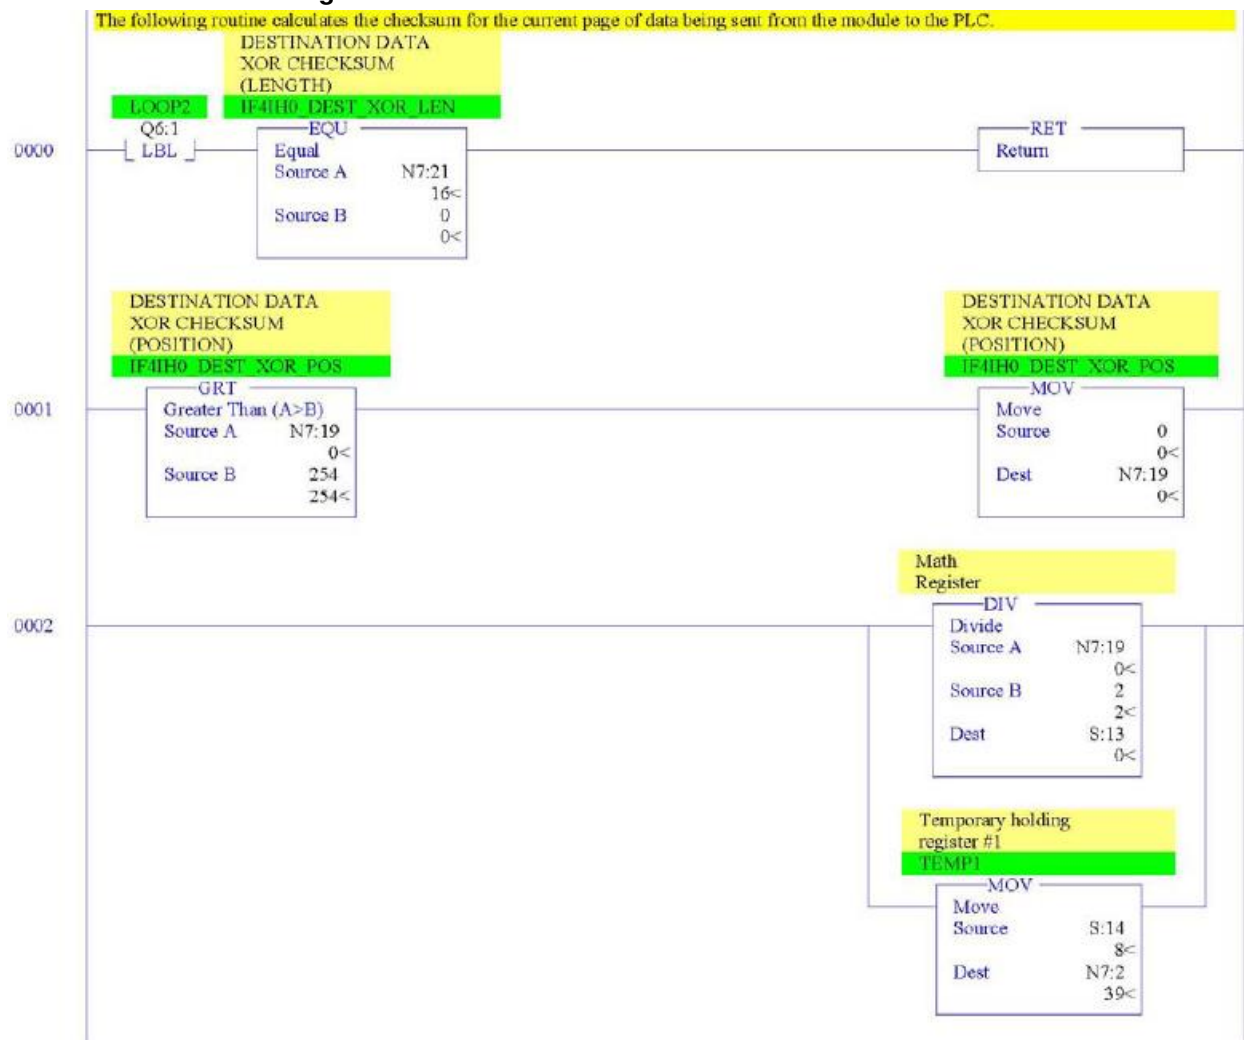 The following routine calculates the checksum for the current page of data being sent from the module to the PLC.
DESTINATION DATA
XOR CHECKSUM
(LENGTH)
LOOP2 IF4IH0_DEST_XOR_LEN
Q6:1 EQU RET
0000 LBL Equal Return
Source A N7:21
16<
Source B 0
0<
DESTINATION DATA DESTINATION DATA
XOR CHECKSUM XOR CHECKSUM
(POSITION) (POSITION)
IF4IH0_DEST_XOR_POS IF4IH0_DEST_XOR_POS
GRT MOV
0001 Greater Than (A>B) Move
Source A N7:19 Source 0
0< 0<
Source B 254 Dest N7:19
254< 0<
Math
Register
DIV
0002 Divide
Source A N7:19
0<
Source B 2
2<
Dest S:13
0<
Temporary holding
register #1
TEMP1
MOV
Move
Source S:14
8<
Dest N7:2
39<